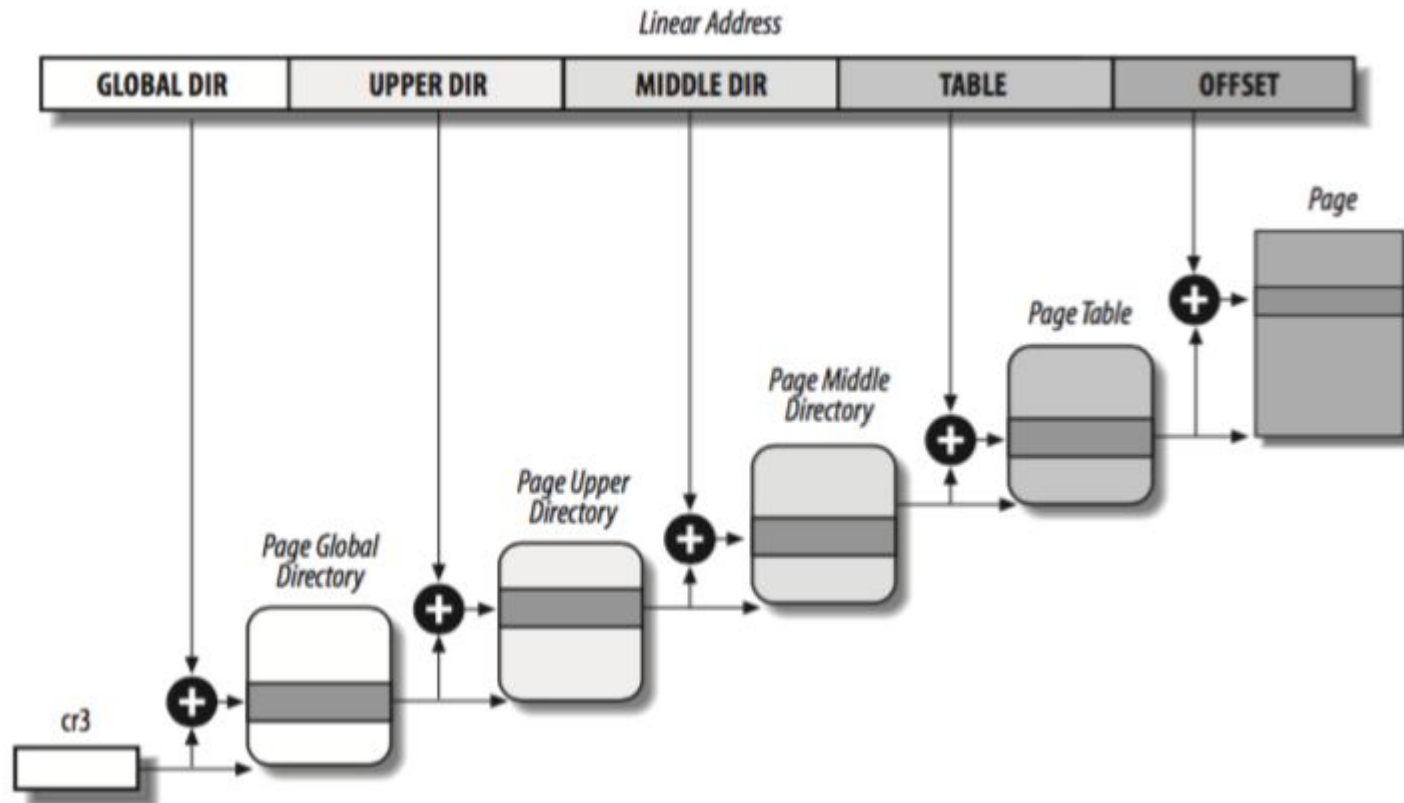 Linear Address
GLOBAL DIR UPPER DIR MIDDLE DIR TABLE OFFSET
Page
Page Table
Page Middle
Directory
Page Upper
Directory
Page Global
Directory
cr3